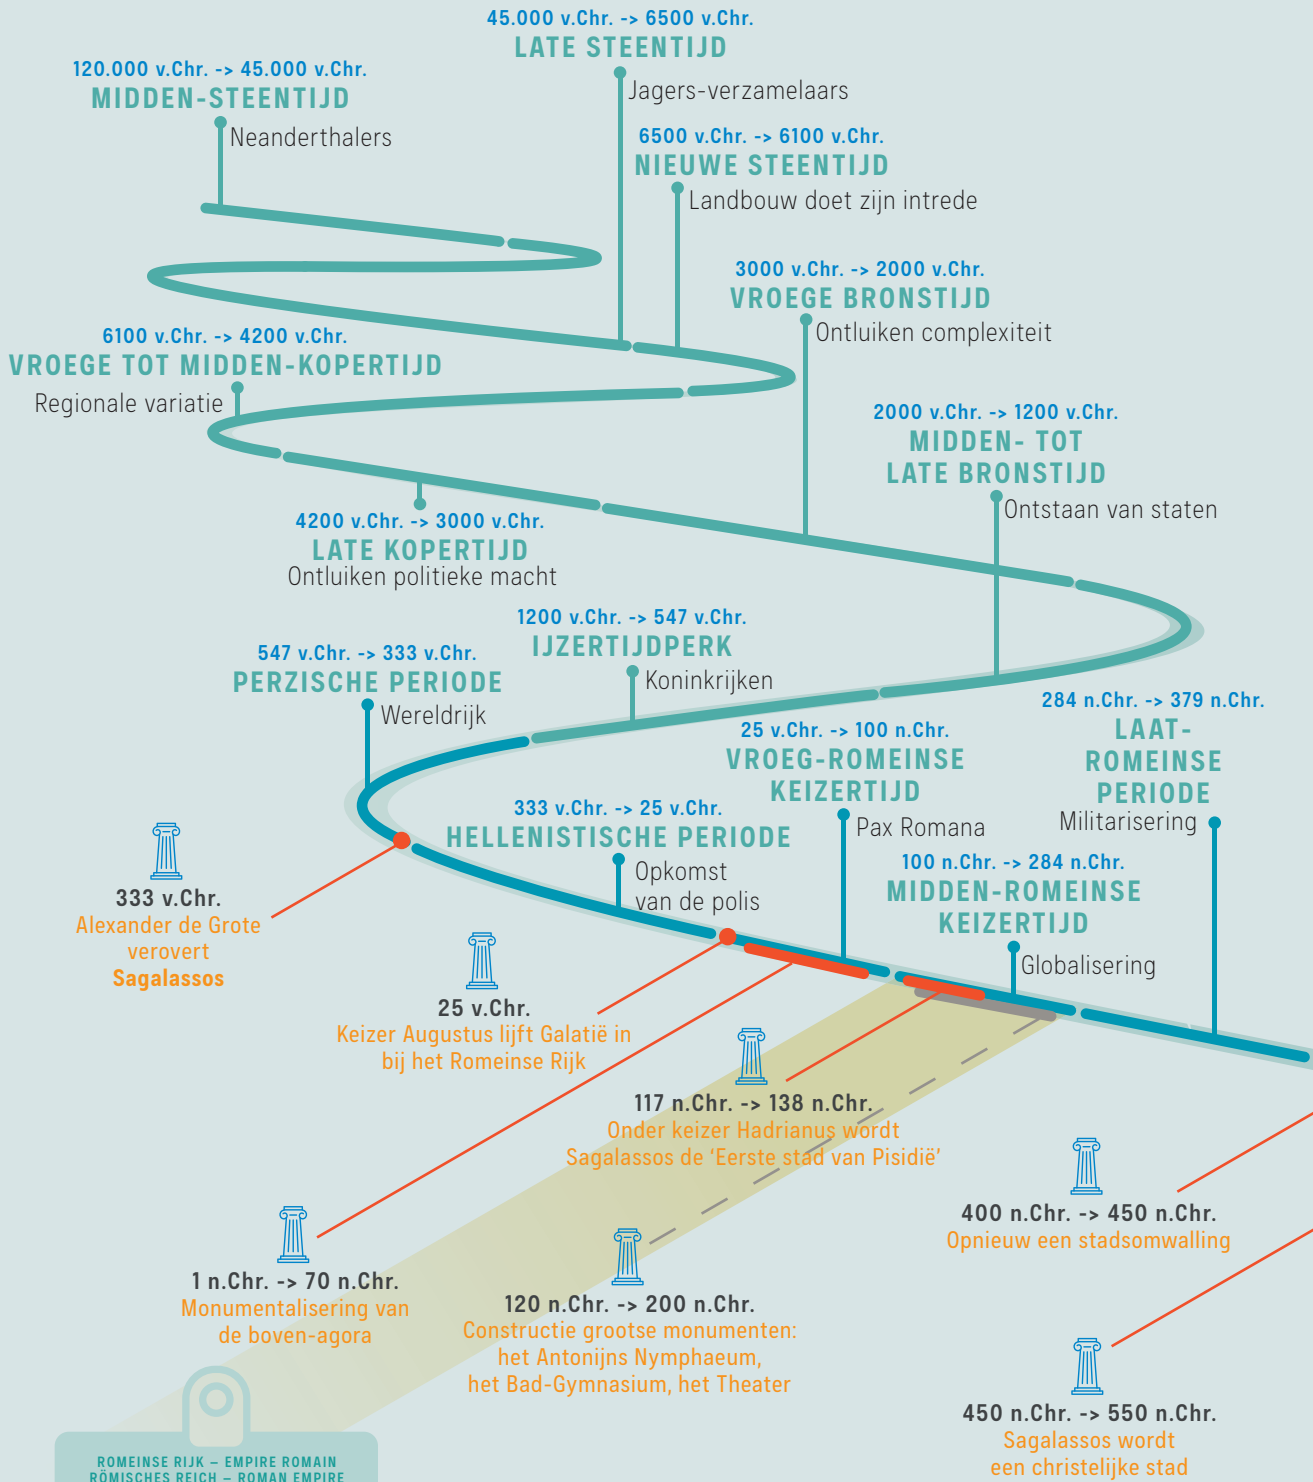 45.000 v.Chr. -> 6500 v.Chr.
LATE STEENTIJD
Jagers-verzamelaars
120.000 v.Chr. -> 45.000 v.Chr.
MIDDEN-STEENTIJD
Neanderthalers
6500 v.Chr. -> 6100 v.Chr.
NIEUWE STEENTIJD
Landbouw doet zijn intrede
3000 v.Chr. -> 2000 v.Chr.
VROEGE BRONSTIJD
Ontluiken complexiteit
6100 v.Chr. -> 4200 v.Chr.
VROEGE TOT MIDDEN-KOPERTIJD
Regionale variatie
2000 v.Chr. -> 1200 v.Chr.
MIDDEN- TOT
LATE BRONSTIJD
Ontstaan van staten
4200 v.Chr. -> 3000 v.Chr.
LATE KOPERTIJD
Ontluiken politieke macht
1200 v.Chr. -> 547 v.Chr.
IJZERTIJDPERK
Koninkrijken
547 v.Chr. -> 333 v.Chr.
PERZISCHE PERIODE
Wereldrijk
284 n.Chr. -> 379 n.Chr.
LAAT-
ROMEINSE
PERIODE
Militarisering
25 v.Chr. -> 100 n.Chr.
VROEG-ROMEINSE
KEIZERTIJD
Pax Romana
333 v.Chr. -> 25 v.Chr.
HELLENISTISCHE PERIODE
Opkomst
van de polis
100 n.Chr. -> 284 n.Chr.
MIDDEN-ROMEINSE
KEIZERTIJD
Globalisering
333 v.Chr.
Alexander de Grote
verovert
Sagalassos
25 v.Chr.
Keizer Augustus lijft Galatië in
bij het Romeinse Rijk
117 n.Chr. -> 138 n.Chr.
Onder keizer Hadrianus wordt
Sagalassos de ‘Eerste stad van Pisidië’
400 n.Chr. -> 450 n.Chr.
Opnieuw een stadsomwalling
1 n.Chr. -> 70 n.Chr.
Monumentalisering van
de boven-agora
120 n.Chr. -> 200 n.Chr.
Constructie grootse monumenten:
het Antonijns Nymphaeum,
het Bad-Gymnasium, het Theater
450 n.Chr. -> 550 n.Chr.
Sagalassos wordt
een christelijke stad
ROMEINSE RIJK – EMPIRE ROMAIN
RÖMISCHES REICH – ROMAN EMPIRE